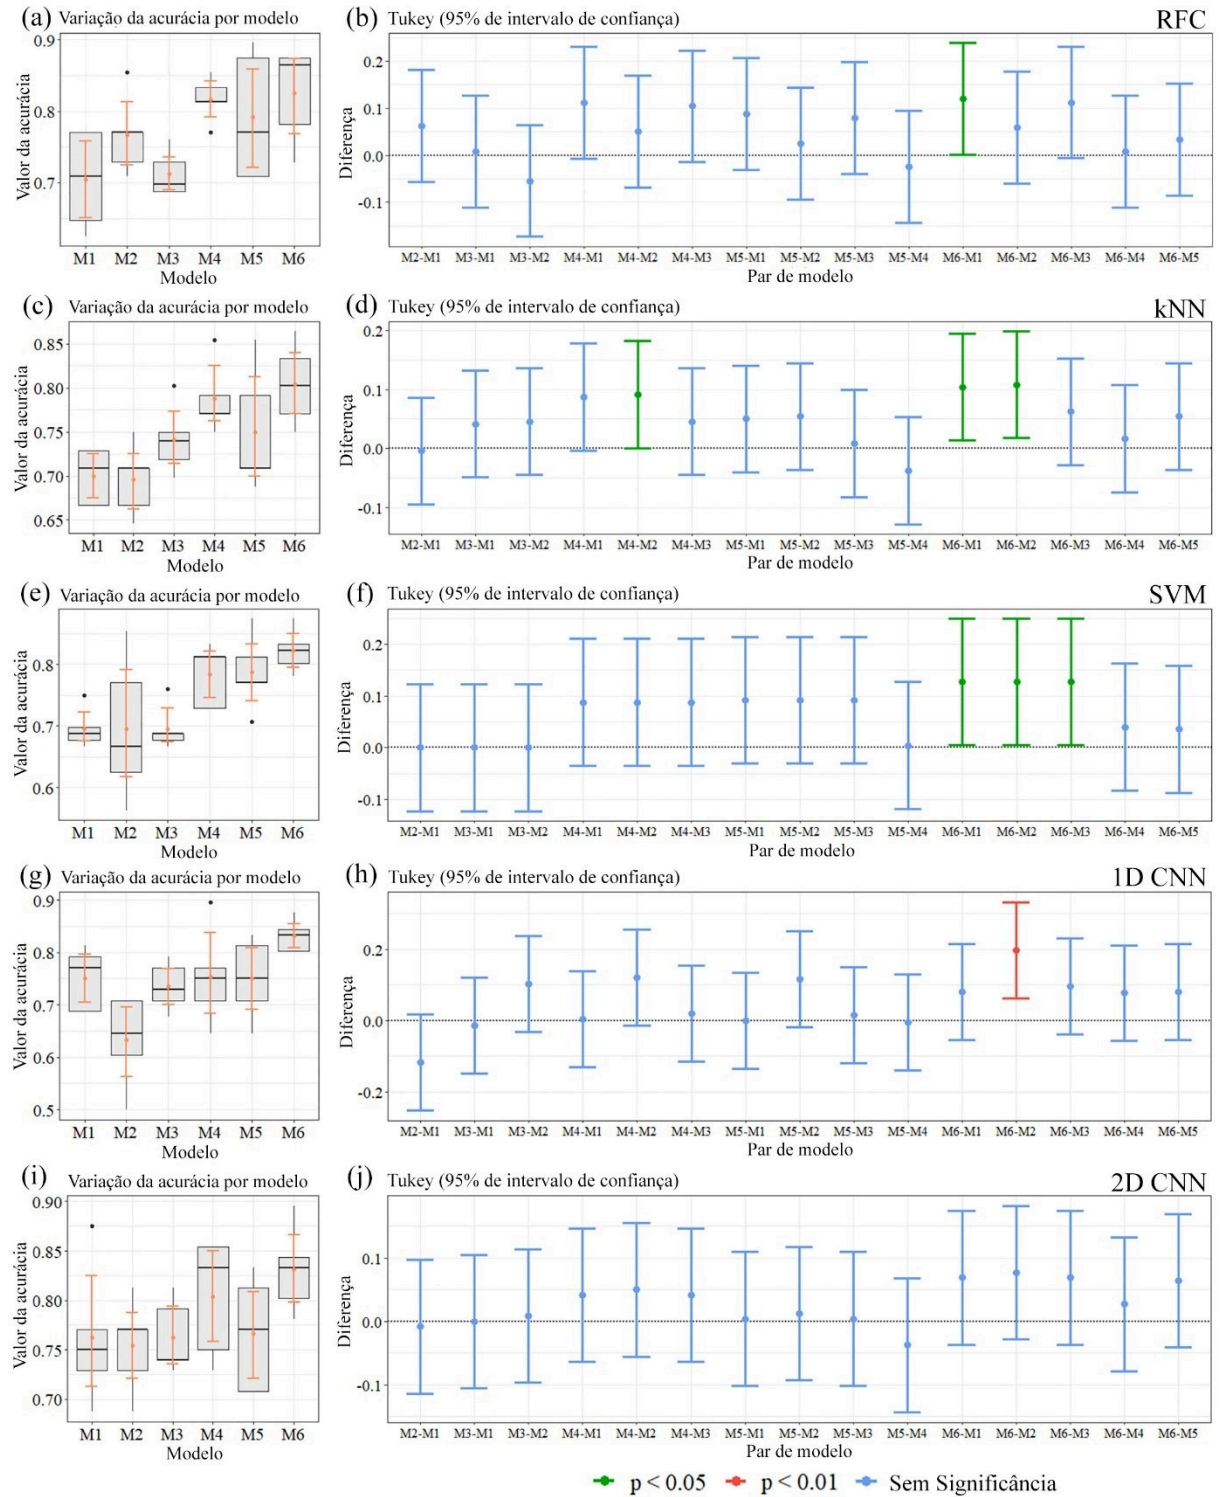 (a) Variação da acurácia por modelo
Valor da acurácia
0.9
0.8
0.7
M1 M2 M3 M4 M5 M6
Modelo
(b) Tukey (95% de intervalo de confiança) RFC
Diferença
0.2
0.1
0.0
-0.1
M2-M1 M3-M1 M3-M2 M4-M1 M4-M2 M4-M3 M5-M1 M5-M2 M5-M3 M5-M4 M6-M1 M6-M2 M6-M3 M6-M4 M6-M5
Par de modelo
(c) Variação da acurácia por modelo
Valor da acurácia
0.85
0.80
0.75
0.70
0.65
M1 M2 M3 M4 M5 M6
Modelo
(d) Tukey (95% de intervalo de confiança) kNN
Diferença
0.2
0.1
0.0
-0.1
M2-M1 M3-M1 M3-M2 M4-M1 M4-M2 M4-M3 M5-M1 M5-M2 M5-M3 M5-M4 M6-M1 M6-M2 M6-M3 M6-M4 M6-M5
Par de modelo
(e) Variação da acurácia por modelo
Valor da acurácia
0.8
0.7
0.6
M1 M2 M3 M4 M5 M6
Modelo
(f) Tukey (95% de intervalo de confiança) SVM
Diferença
0.2
0.1
0.0
-0.1
M2-M1 M3-M1 M3-M2 M4-M1 M4-M2 M4-M3 M5-M1 M5-M2 M5-M3 M5-M4 M6-M1 M6-M2 M6-M3 M6-M4 M6-M5
Par de modelo
(g) Variação da acurácia por modelo
Valor da acurácia
0.9
0.8
0.7
0.6
0.5
M1 M2 M3 M4 M5 M6
Modelo
(h) Tukey (95% de intervalo de confiança) 1D CNN
Diferença
0.2
0.0
-0.2
M2-M1 M3-M1 M3-M2 M4-M1 M4-M2 M4-M3 M5-M1 M5-M2 M5-M3 M5-M4 M6-M1 M6-M2 M6-M3 M6-M4 M6-M5
Par de modelo
(i) Variação da acurácia por modelo
Valor da acurácia
0.90
0.85
0.80
0.75
0.70
M1 M2 M3 M4 M5 M6
Modelo
(j) Tukey (95% de intervalo de confiança) 2D CNN
Diferença
0.1
0.0
-0.1
M2-M1 M3-M1 M3-M2 M4-M1 M4-M2 M4-M3 M5-M1 M5-M2 M5-M3 M5-M4 M6-M1 M6-M2 M6-M3 M6-M4 M6-M5
Par de modelo
p < 0.05 p < 0.01 Sem Significância